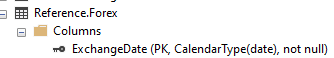 Reference.Forex
Columns
ExchangeDate (PK, CalendarType(date), not null)